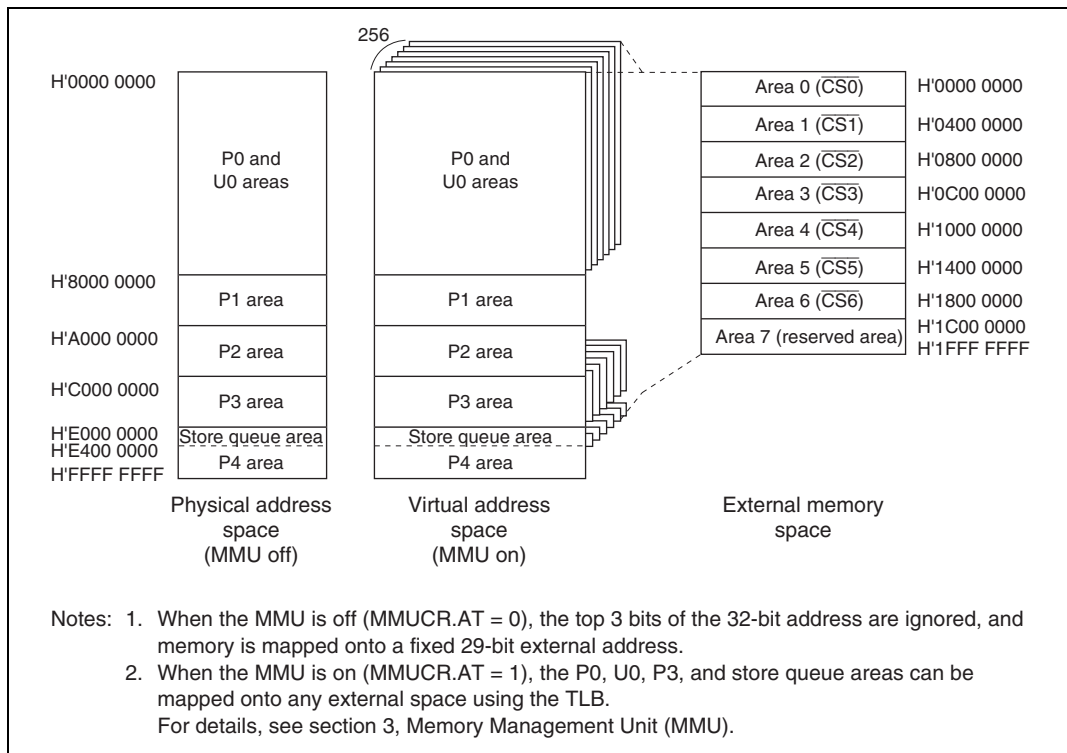 256
H'0000 0000
P0 and
U0 areas
H'8000 0000
P1 area
H'A000 0000
P2 area
H'C000 0000
P3 area
H'E000 0000
Store queue area
H'E400 0000
P4 area
H'FFFF FFFF
Physical address
space
(MMU off)
P0 and
U0 areas
P1 area
P2 area
P3 area
Store queue area
P4 area
Virtual address
space
(MMU on)
Area 0 (CS0) H'0000 0000
Area 1 (CS1) H'0400 0000
Area 2 (CS2) H'0800 0000
Area 3 (CS3) H'0C00 0000
Area 4 (CS4) H'1000 0000
Area 5 (CS5) H'1400 0000
Area 6 (CS6) H'1800 0000
H'1C00 0000
Area 7 (reserved area)
H'1FFF FFFF
External memory
space
Notes: 1. When the MMU is off (MMUCR.AT = 0), the top 3 bits of the 32-bit address are ignored, and
memory is mapped onto a fixed 29-bit external address.
2. When the MMU is on (MMUCR.AT = 1), the P0, U0, P3, and store queue areas can be
mapped onto any external space using the TLB.
For details, see section 3, Memory Management Unit (MMU).